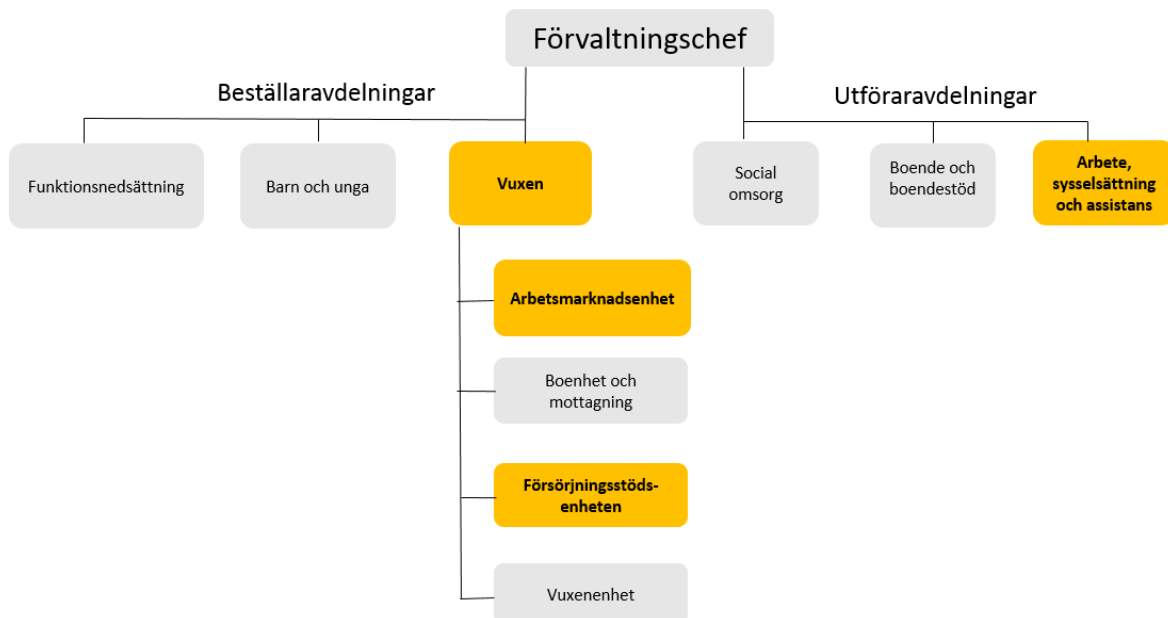 Förvaltningschef
Beställaravdelningar
Utföraravdelningar
Funktionsnedsättning
Barn och unga
Vuxen
Social
omsorg
Boende och
boendestöd
Arbete,
sysselsättning
och assistans
Arbetsmarknadsenhet
Boenhet och
mottagning
Försörjningsstöds-
enheten
Vuxenenhet